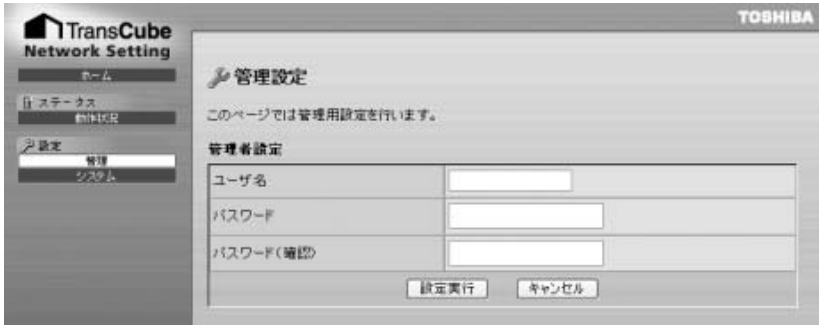 TOSHIBA
TransCube
Network Setting
ホーム
ステータス
動作状況
設定
管理
システム
管理設定
このページでは管理用設定を行います。
管理者設定
ユーザ名
パスワード
パスワード(確認)
設定実行
キャンセル